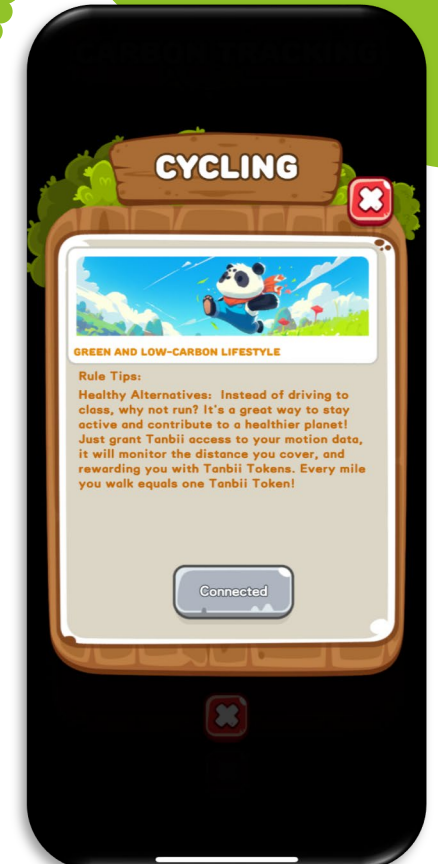 CARBON TRACKING
CYCLING
GREEN AND LOW-CARBON LIFESTYLE
Rule Tips:
Healthy Alternatives: Instead of driving to
class, why not run? It's a great way to stay
active and contribute to a healthier planet!
Just grant Tanbii access to your motion data,
it will monitor the distance you cover, and
rewarding you with Tanbii Tokens. Every mile
you walk equals one Tanbii Token!
Connected